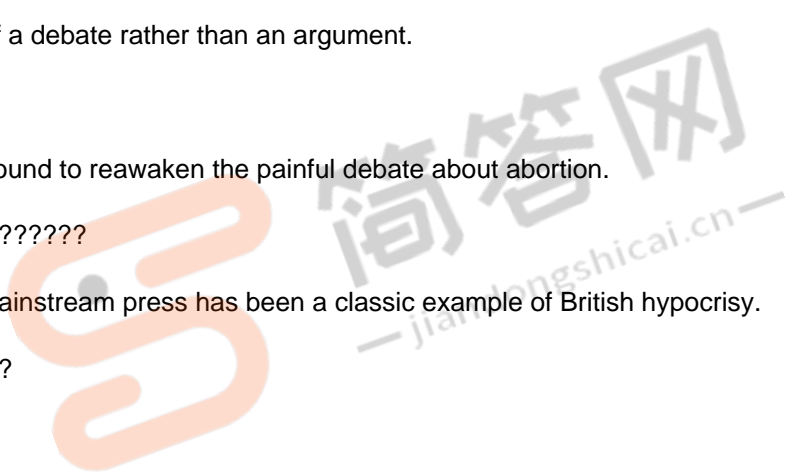 f a debate rather than an argument.
ound to reawaken the painful debate about abortion.
??????
ainstream press has been a classic example of British hypocrisy.
?
简答网
jiandongshicai.cn